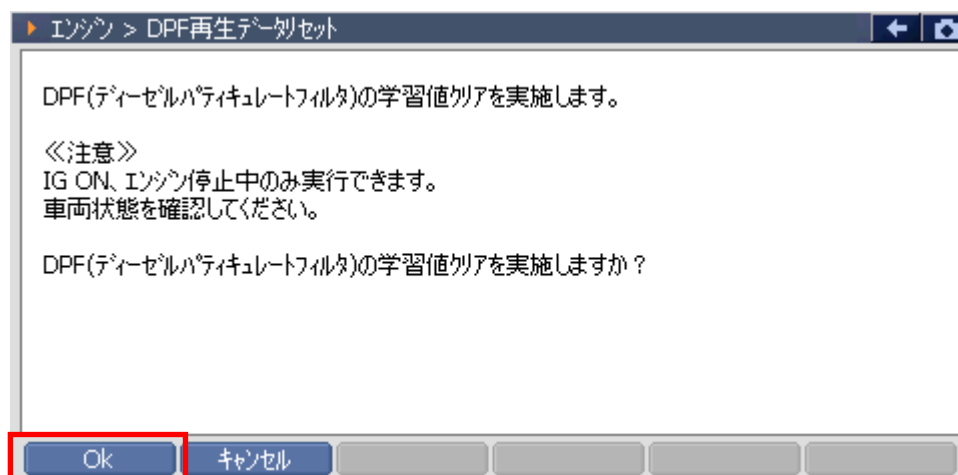 エンジン > DPF再生データリセット
DPF(ディーゼルパティキュレートフィルタ)の学習値クリアを実施します。
≪注意≫
IG ON、エンジン停止中のみ実行できます。
車両状態を確認してください。
DPF(ディーゼルパティキュレートフィルタ)の学習値クリアを実施しますか？
Ok
キャンセル